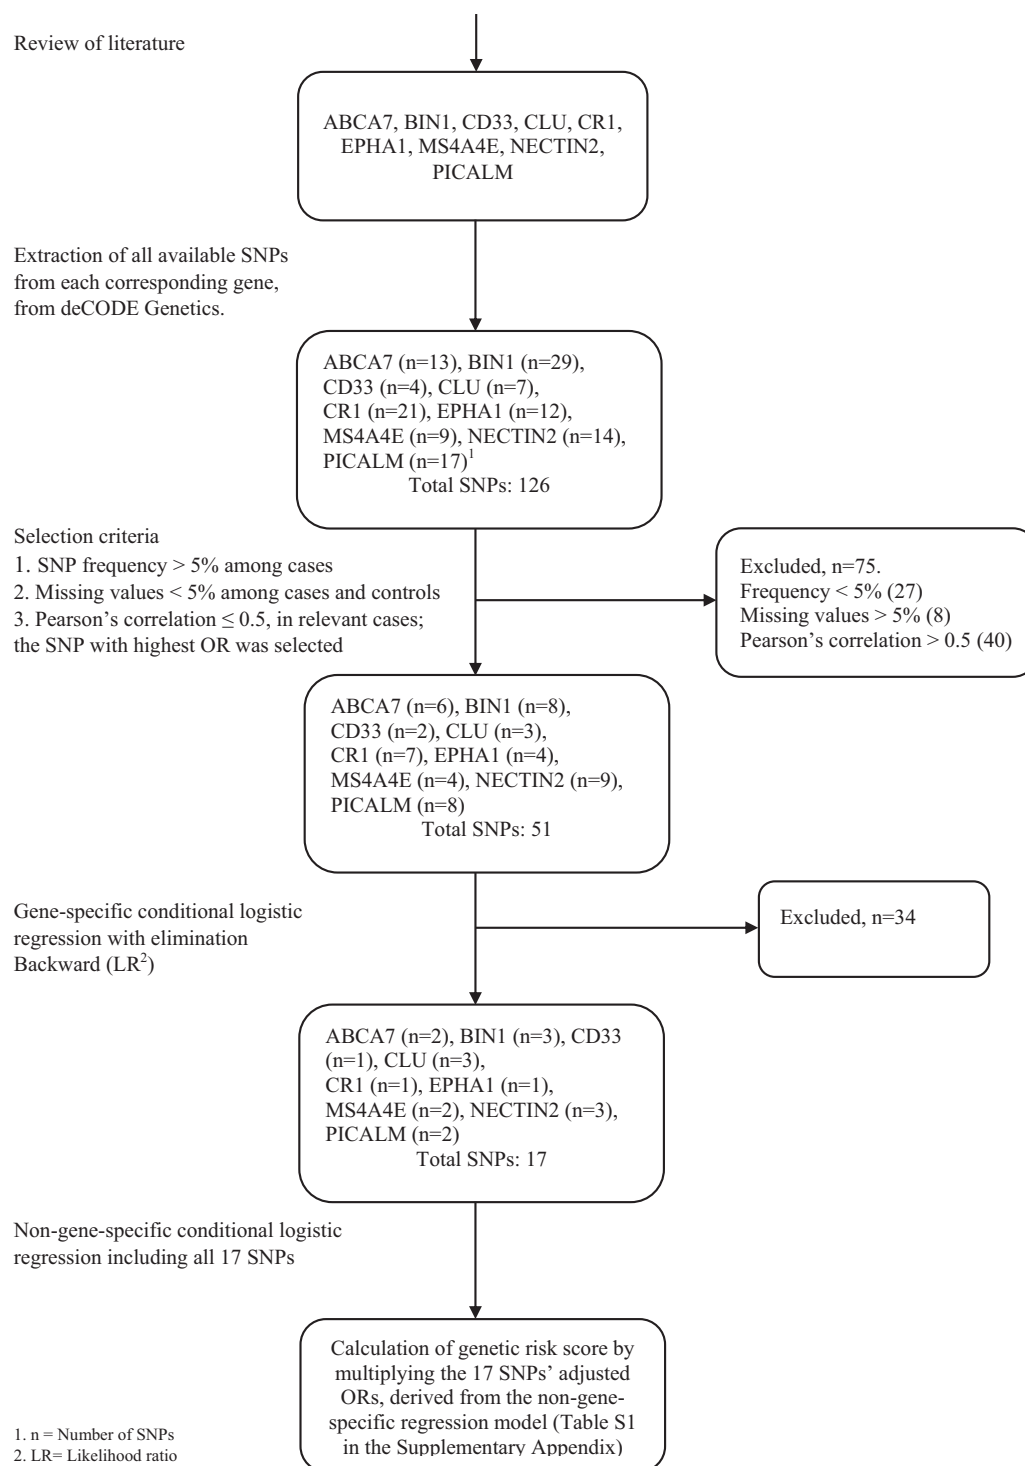 Review of literature
ABCA7, BIN1, CD33, CLU, CR1,
EPHA1, MS4A4E, NECTIN2,
PICALM
Extraction of all available SNPs
from each corresponding gene,
from deCODE Genetics.
ABCA7 (n=13), BIN1 (n=29),
CD33 (n=4), CLU (n=7),
CR1 (n=21), EPHA1 (n=12),
MS4A4E (n=9), NECTIN2 (n=14),
PICALM (n=17)¹
Total SNPs: 126
Selection criteria
1. SNP frequency > 5% among cases
2. Missing values < 5% among cases and controls
3. Pearson's correlation ≤ 0.5, in relevant cases;
the SNP with highest OR was selected
Excluded, n=75.
Frequency < 5% (27)
Missing values > 5% (8)
Pearson's correlation > 0.5 (40)
ABCA7 (n=6), BIN1 (n=8),
CD33 (n=2), CLU (n=3),
CR1 (n=7), EPHA1 (n=4),
MS4A4E (n=4), NECTIN2 (n=9),
PICALM (n=8)
Total SNPs: 51
Gene-specific conditional logistic
regression with elimination
Backward (LR²)
Excluded, n=34
ABCA7 (n=2), BIN1 (n=3), CD33
(n=1), CLU (n=3),
CR1 (n=1), EPHA1 (n=1),
MS4A4E (n=2), NECTIN2 (n=3),
PICALM (n=2)
Total SNPs: 17
Non-gene-specific conditional logistic
regression including all 17 SNPs
Calculation of genetic risk score by
multiplying the 17 SNPs' adjusted
ORs, derived from the non-gene-
specific regression model (Table S1
in the Supplementary Appendix)
1. n = Number of SNPs
2. LR= Likelihood ratio